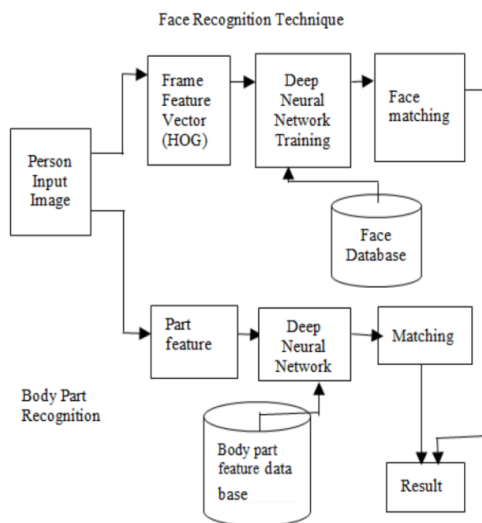 Face Recognition Technique
Frame
Feature
Vector
(HOG)
Deep
Neural
Network
Training
Face
matching
Person
Input
Image
Face
Database
Part
feature
Deep
Neural
Network
Matching
Body Part
Recognition
Body part
feature data
base
Result